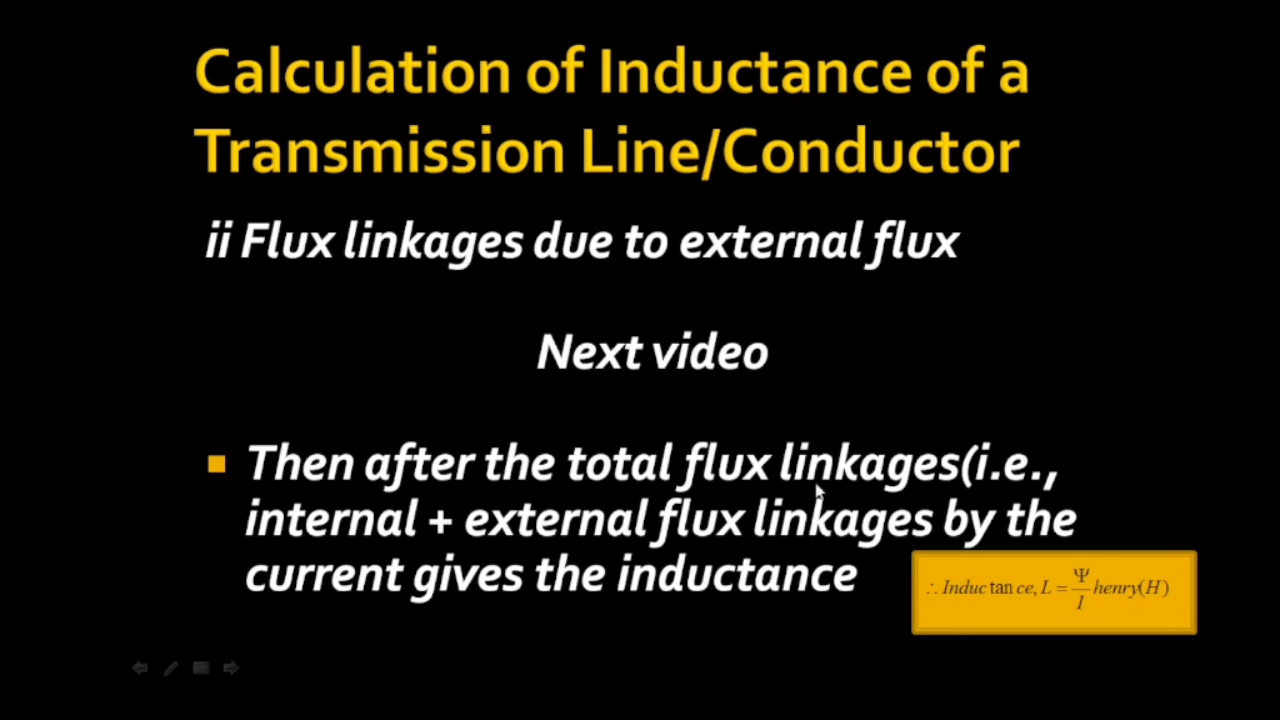 Calculation of Inductance of a
Transmission Line/Conductor
ii Flux linkages due to external flux
Next video
Then after the total flux linkages(i.e.,
internal + external flux linkages by the
current gives the inductance
∴ Induc tan ce, L = Ψ/I henry(H)